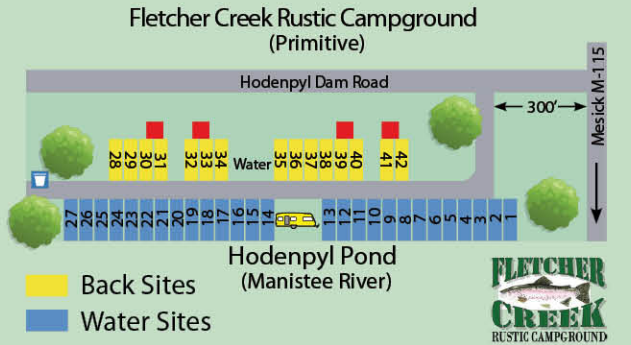 Fletcher Creek Rustic Campground
(Primitive)
Hodenpyl Dam Road
300'
Mesick M-115
28 29 30 31 32 33 34 Water 35 36 37 38 39 40 41 42
27 26 25 24 23 22 21 20 19 18 17 16 15 14 13 12 11 10 9 8 7 6 5 4 3 2 1
Hodenpyl Pond
(Manistee River)
Back Sites
Water Sites
FLETCHER
CREEK
RUSTIC CAMPGROUND